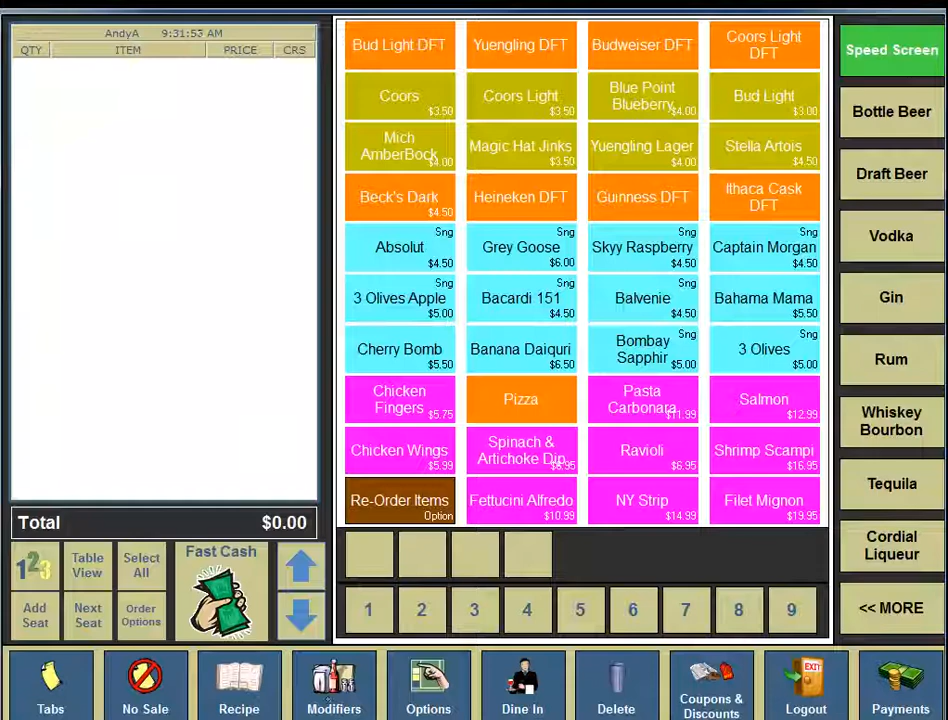 AndyA 9:31:53 AM
QTY ITEM PRICE CRS
Total $0.00
123
Table
View
Select
All
Fast Cash
Add
Seat
Next
Seat
Order
Options
Bud Light DFT
Yuengling DFT
Budweiser DFT
Coors Light
DFT
Coors
$3.50
Coors Light
$3.50
Blue Point
Blueberry
$4.00
Bud Light
$3.00
Mich
AmberBock
$4.00
Magic Hat Jinks
$3.50
Yuengling Lager
$4.00
Stella Artois
$4.50
Beck's Dark
$4.50
Heineken DFT
Guinness DFT
Ithaca Cask
DFT
Sng
Absolut
$4.50
Sng
Grey Goose
$6.00
Sng
Skyy Raspberry
$4.50
Sng
Captain Morgan
$4.50
Sng
3 Olives Apple
$5.00
Sng
Bacardi 151
$4.50
Sng
Balvenie
$4.50
Bahama Mama
$5.50
Cherry Bomb
$5.50
Banana Daiquri
$6.50
Sng
Bombay
Sapphir
$5.00
Sng
3 Olives
$5.00
Chicken
Fingers
$5.75
Pizza
Pasta
Carbonara
$11.99
Salmon
$12.99
Chicken Wings
$5.99
Spinach &
Artichoke Dip
$6.95
Ravioli
$6.95
Shrimp Scampi
$16.95
Re-Order Items
Option
Fettucini Alfredo
$10.99
NY Strip
$14.99
Filet Mignon
$19.95
1 2 3 4 5 6 7 8 9
Speed Screen
Bottle Beer
Draft Beer
Vodka
Gin
Rum
Whiskey
Bourbon
Tequila
Cordial
Liqueur
<< MORE
Tabs
No Sale
Recipe
Modifiers
Options
Dine In
Delete
Coupons &
Discounts
EXIT
Logout
Payments